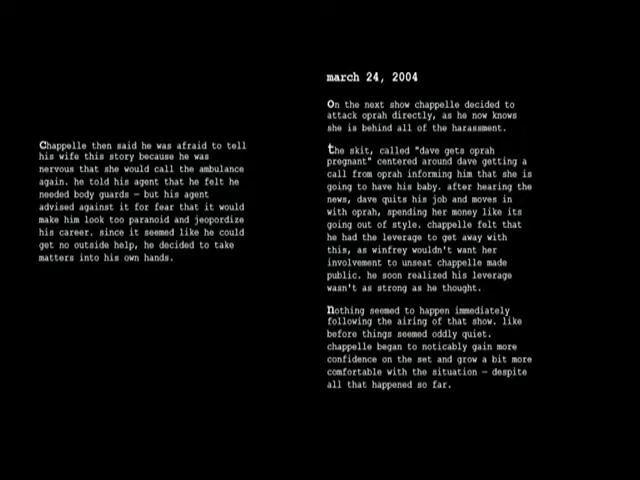 Chappelle then said he was afraid to tell
his wife this story because he was
nervous that she would call the ambulance
again. he told his agent that he felt he
needed body guards – but his agent
advised against it for fear that it would
make him look too paranoid and jeopordize
his career. since it seemed like he could
get no outside help, he decided to take
matters into his own hands.
march 24, 2004
On the next show chappelle decided to
attack oprah directly, as he now knows
she is behind all of the harassment.
the skit, called "dave gets oprah
pregnant" centered around dave getting a
call from oprah informing him that she is
going to have his baby. after hearing the
news, dave quits his job and moves in
with oprah, spending her money like its
going out of style. chappelle felt that
he had the leverage to get away with
this, as winfrey wouldn't want her
involvement to unseat chappelle made
public. he soon realized his leverage
wasn't as strong as he thought.
nothing seemed to happen immediately
following the airing of that show. like
before things seemed oddly quiet.
chappelle began to noticably gain more
confidence on the set and grow a bit more
comfortable with the situation – despite
all that happened so far.